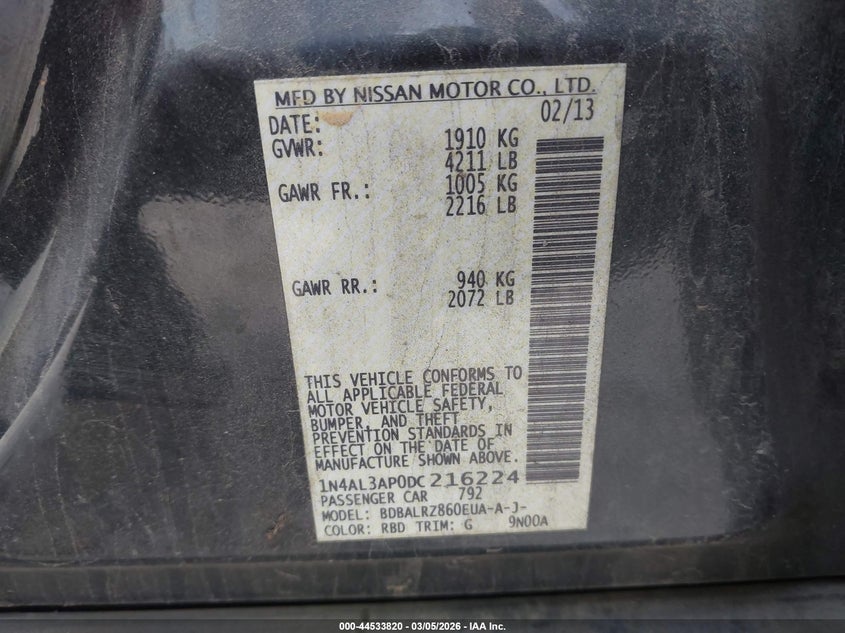 MFD BY NISSAN MOTOR CO., LTD.
DATE: 02/13
GVWR: 1910 KG
4211 LB
GAWR FR.: 1005 KG
2216 LB
GAWR RR.: 940 KG
2072 LB
THIS VEHICLE CONFORMS TO
ALL APPLICABLE FEDERAL
MOTOR VEHICLE SAFETY,
BUMPER, AND THEFT
PREVENTION STANDARDS IN
EFFECT ON THE DATE OF
MANUFACTURE SHOWN ABOVE.
1N4AL3AP0DC216224
PASSENGER CAR 792
MODEL: BDBALRZ860EUA-A-J-
COLOR: RBD TRIM: G 9N00A
000-44533820 | 03/05/2026 - IAA Inc.